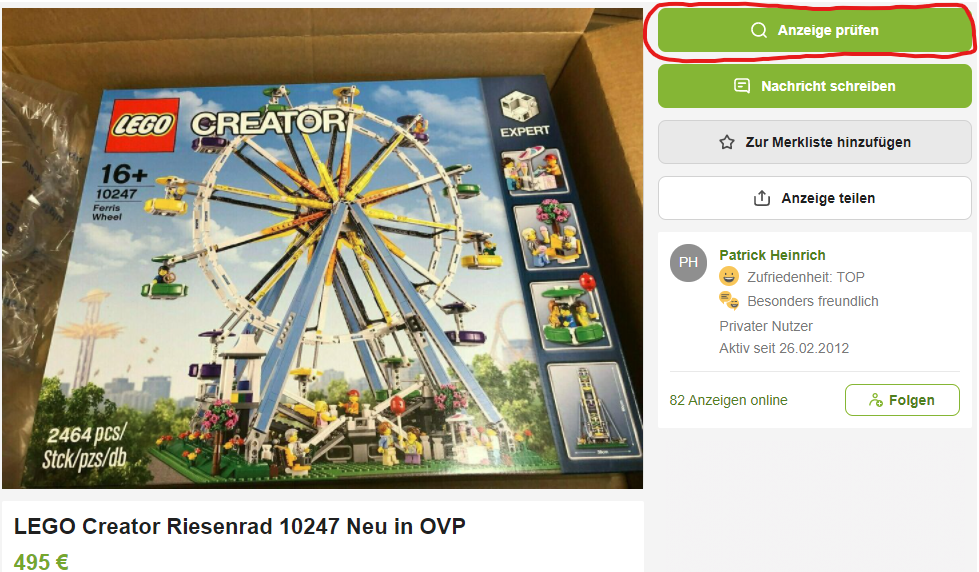 LEGO
CREATOR
EXPERT
16+
10247
Ferris
Wheel
2464 pcs/
Stck/pzs/db
LEGO Creator Riesenrad 10247 Neu in OVP
495 €
Anzeige prüfen
Nachricht schreiben
Zur Merkliste hinzufügen
Anzeige teilen
PH
Patrick Heinrich
Zufriedenheit: TOP
Besonders freundlich
Privater Nutzer
Aktiv seit 26.02.2012
82 Anzeigen online
Folgen